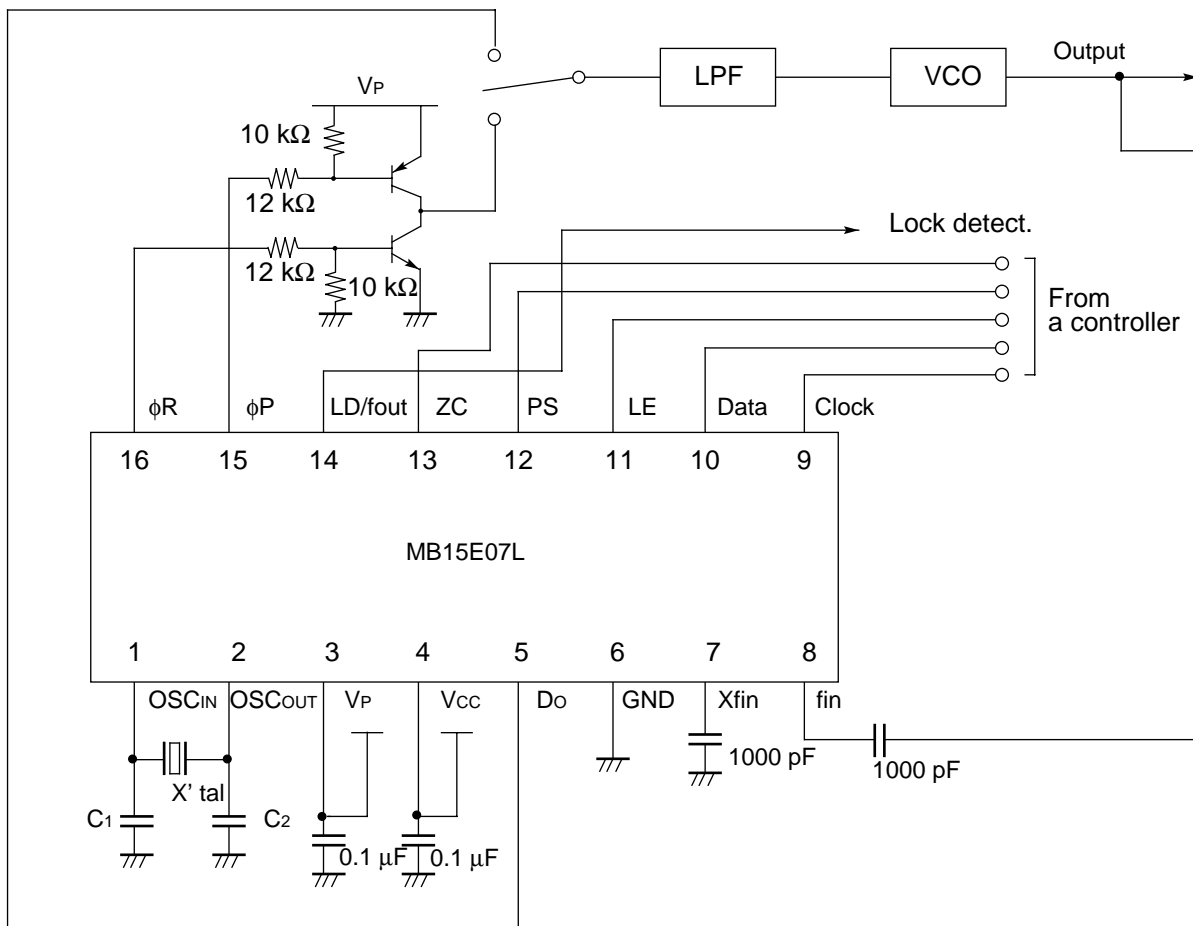 Output
LPF
VCO
VP
10 kΩ
12 kΩ
12 kΩ
10 kΩ
Lock detect.
From
a controller
ϕR
ϕP
LD/fout
ZC
PS
LE
Data
Clock
16
15
14
13
12
11
10
9
MB15E07L
1
2
3
4
5
6
7
8
OSCIN
OSCOUT
VP
VCC
DO
GND
Xfin
fin
X' tal
C1
C2
0.1 μF
0.1 μF
1000 pF
1000 pF